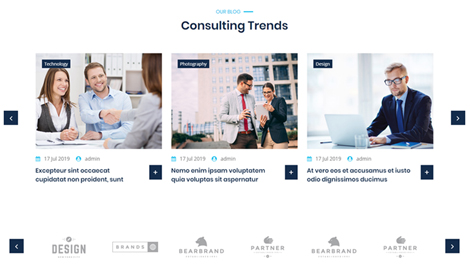 OUR BLOG
Consulting Trends
Technology
Photography
Design
17 Jul 2019 admin
17 Jul 2019 admin
17 Jul 2019 admin
Excepteur sint occaecat
cupidatat non proident, sunt
Nemo enim ipsam voluptatem
quia voluptas sit aspernatur
At vero eos et accusamus et iusto
odio dignissimos ducimus
DESIGN
BRANDS
BEARBRAND
PARTNER
BEARBRAND
PARTNER